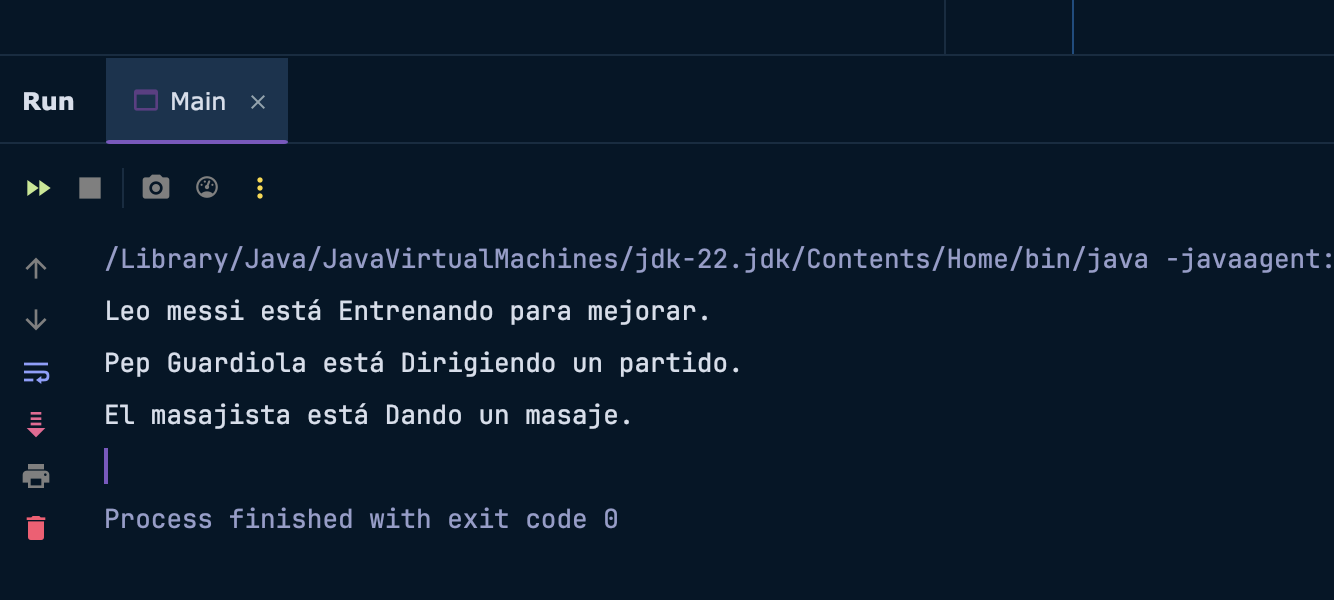 Run Main
/Library/Java/JavaVirtualMachines/jdk-22.jdk/Contents/Home/bin/java -javaagent:
Leo messi está Entrenando para mejorar.
Pep Guardiola está Dirigiendo un partido.
El masajista está Dando un masaje.
Process finished with exit code 0